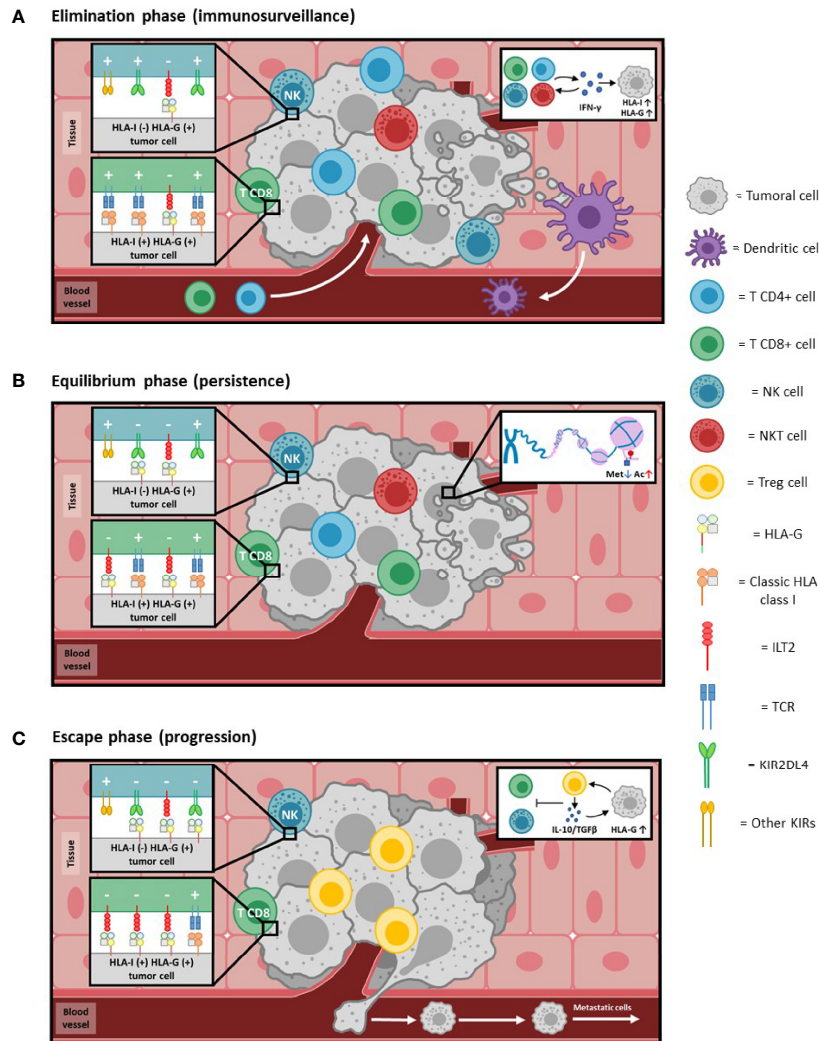 A Elimination phase (immunosurveillance)
+ + - +
NK
HLA-I (-) HLA-G (+)
tumor cell
Tissue
IFN-γ
HLA-I ↑
HLA-G ↑
+ + - +
T CD8
HLA-I (+) HLA-G (+)
tumor cell
Blood
vessel
B Equilibrium phase (persistence)
+ - - +
NK
HLA-I (-) HLA-G (+)
tumor cell
Tissue
Met↓ Ac↑
- + - +
T CD8
HLA-I (+) HLA-G (+)
tumor cell
Blood
vessel
C Escape phase (progression)
+ - - -
NK
HLA-I (-) HLA-G (+)
tumor cell
Tissue
IL-10/TGFβ
HLA-G ↑
- - - +
T CD8
HLA-I (+) HLA-G (+)
tumor cell
Blood
vessel
Metastatic cells
= Tumoral cell
= Dendritic cel
= T CD4+ cell
= T CD8+ cell
= NK cell
= NKT cell
= Treg cell
= HLA-G
= Classic HLA
class I
= ILT2
= TCR
= KIR2DL4
= Other KIRs